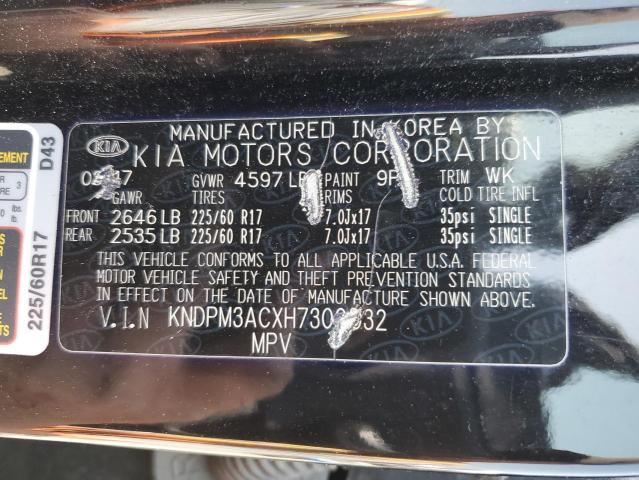 MANUFACTURED IN KOREA BY
KIA KIA MOTORS CORPORATION
GVWR 4597 PAINT TRIM WK
GAWR TIRES RIMS COLD TIRE INFL
FRONT 2646 LB 225/60 R17 7.0Jx17 35psi SINGLE
REAR 2535 LB 225/60 R17 7.0Jx17 35psi SINGLE
THIS VEHICLE CONFORMS TO ALL APPLICABLE U.S.A. FEDERAL
MOTOR VEHICLE SAFETY AND THEFT PREVENTION STANDARDS
IN EFFECT ON THE DATE OF MANUFACTURE SHOWN ABOVE.
V.I.N
MPV
D43
225/60R17